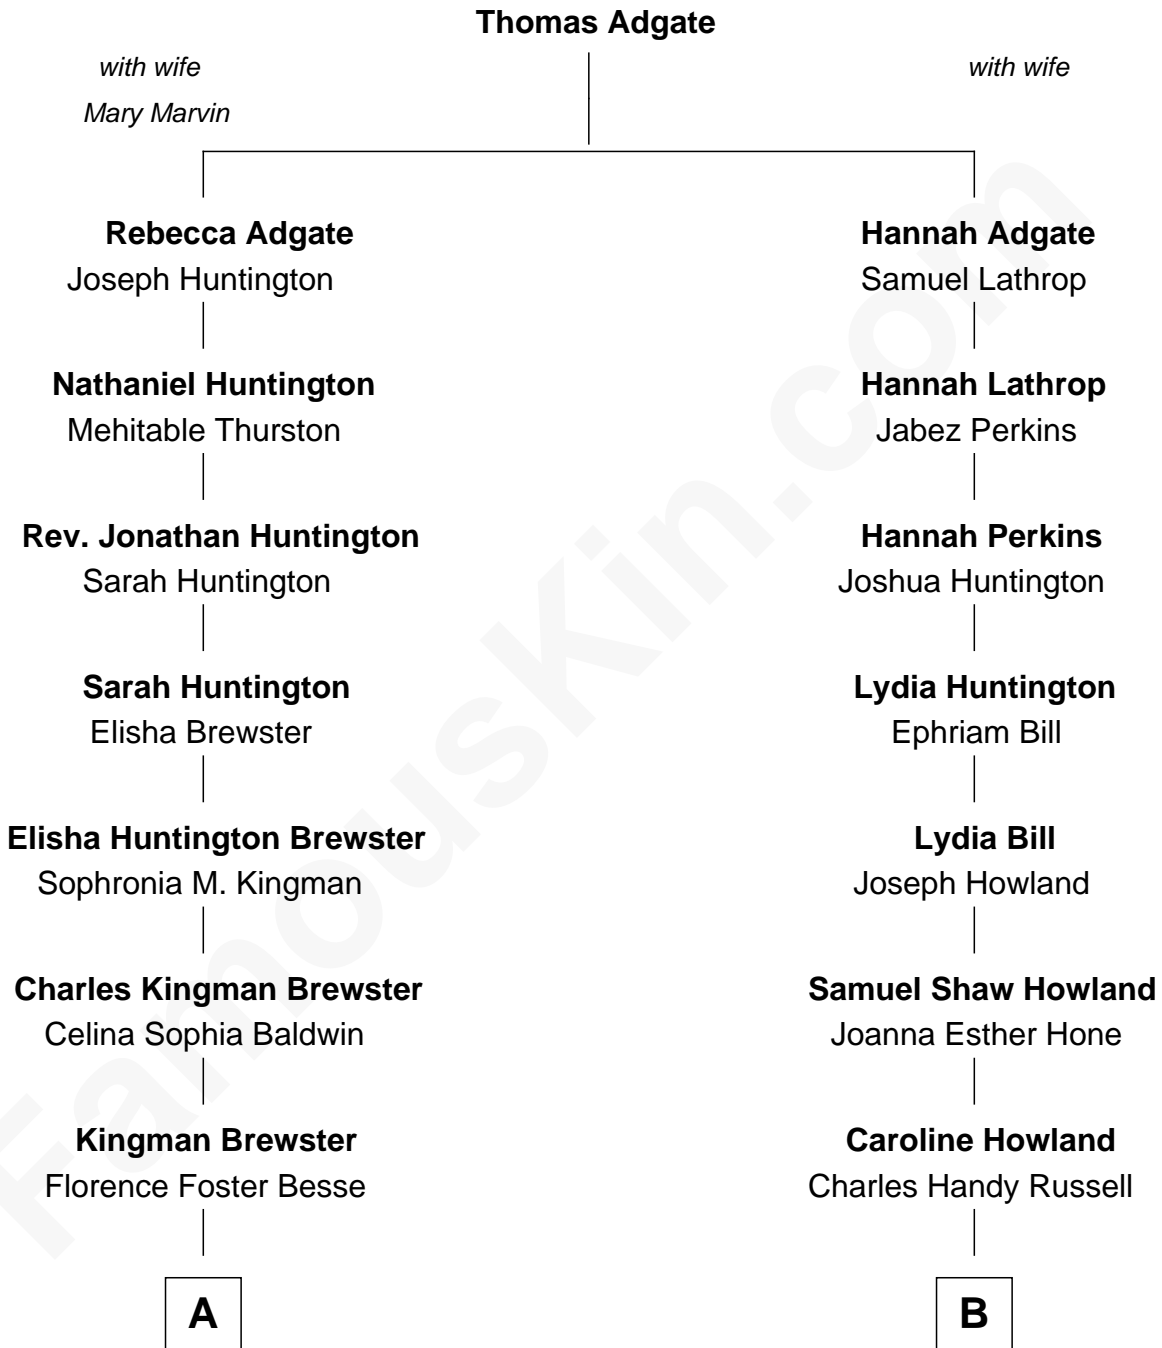 Thomas Adgate
with wife
Mary Marvin
with wife
Rebecca Adgate
Joseph Huntington
Hannah Adgate
Samuel Lathrop
Nathaniel Huntington
Mehitable Thurston
Hannah Lathrop
Jabez Perkins
Rev. Jonathan Huntington
Sarah Huntington
Hannah Perkins
Joshua Huntington
Sarah Huntington
Elisha Brewster
Lydia Huntington
Ephriam Bill
Elisha Huntington Brewster
Sophronia M. Kingman
Lydia Bill
Joseph Howland
Charles Kingman Brewster
Celina Sophia Baldwin
Samuel Shaw Howland
Joanna Esther Hone
Kingman Brewster
Florence Foster Besse
Caroline Howland
Charles Handy Russell
A
B
FamousKin.com